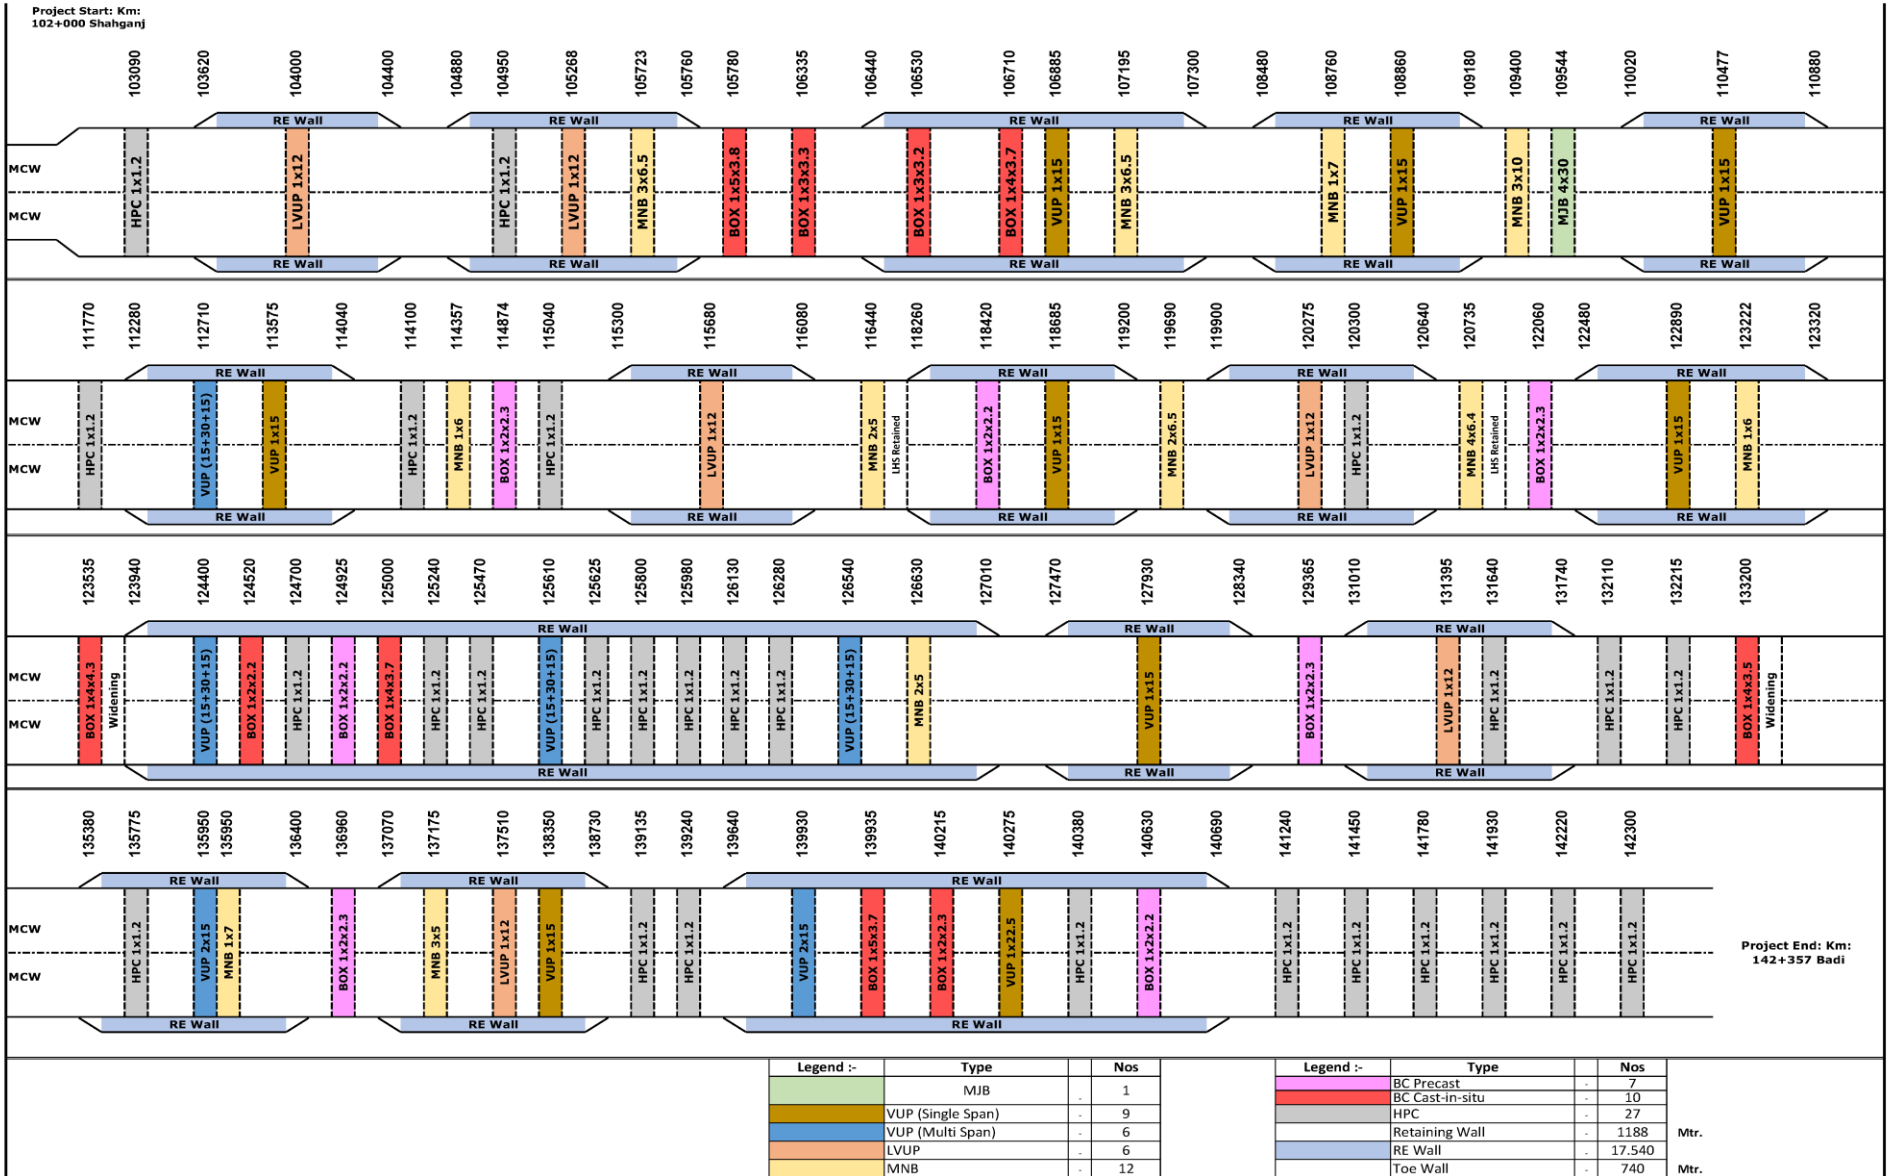 Project Start: Km:
102+000 Shahganj
103090 103620 104000 104400 104880 104950 105268 105723 105760 105780 106335 106440 106530 106710 106885 107195 107300 108480 108760 108860 109180 109400 109544 110020 110477 110880
RE Wall RE Wall RE Wall RE Wall RE Wall
MCW
HPC 1x1.2 LVUP 1x12 HPC 1x1.2 LVUP 1x12 MNB 3x6.5 BOX 1x5x3.8 BOX 1x3x3.3 BOX 1x3x3.2 BOX 1x4x3.7 VUP 1x15 MNB 3x6.5 MNB 1x7 VUP 1x15 MNB 3x10 MJB 4x30 VUP 1x15
MCW
RE Wall RE Wall RE Wall RE Wall RE Wall
111770 112280 112710 113575 114040 114100 114357 114874 115040 115300 115680 116080 116440 118260 118420 118685 119200 119690 119900 120275 120300 120640 120735 122060 122480 122890 123222 123320
RE Wall RE Wall RE Wall RE Wall RE Wall
MCW
HPC 1x1.2 VUP (15+30+15) VUP 1x15 HPC 1x1.2 MNB 1x6 BOX 1x2x2.3 HPC 1x1.2 LVUP 1x12 MNB 2x5 LHS Retained BOX 1x2x2.2 VUP 1x15 MNB 2x6.5 LVUP 1x12 HPC 1x1.2 MNB 4x6.4 LHS Retained BOX 1x2x2.3 VUP 1x15 MNB 1x6
MCW
RE Wall RE Wall RE Wall RE Wall RE Wall
123535 123940 124400 124520 124700 124925 125000 125240 125470 125610 125625 125800 125980 126130 126280 126540 126630 127010 127470 127930 128340 129365 131010 131395 131640 131740 132110 132215 133200
RE Wall RE Wall RE Wall
MCW
BOX 1x4x4.3 Widening VUP (15+30+15) BOX 1x2x2.2 HPC 1x1.2 BOX 1x2x2.2 BOX 1x4x3.7 HPC 1x1.2 HPC 1x1.2 VUP (15+30+15) HPC 1x1.2 HPC 1x1.2 HPC 1x1.2 HPC 1x1.2 HPC 1x1.2 VUP (15+30+15) MNB 2x5 VUP 1x15 BOX 1x2x2.3 LVUP 1x12 HPC 1x1.2 HPC 1x1.2 HPC 1x1.2 BOX 1x4x3.5 Widening
MCW
RE Wall RE Wall RE Wall
135380 135775 135950 135950 136400 136960 137070 137175 137510 138350 138730 139135 139240 139640 139930 139935 140215 140275 140380 140630 140690 141240 141450 141780 141930 142220 142300
RE Wall RE Wall RE Wall
MCW
HPC 1x1.2 VUP 2x15 MNB 1x7 BOX 1x2x2.3 MNB 3x5 LVUP 1x12 VUP 1x15 HPC 1x1.2 HPC 1x1.2 VUP 2x15 BOX 1x5x3.7 BOX 1x2x2.3 VUP 1x22.5 HPC 1x1.2 BOX 1x2x2.2 HPC 1x1.2 HPC 1x1.2 HPC 1x1.2 HPC 1x1.2 HPC 1x1.2 HPC 1x1.2
MCW
Project End: Km:
142+357 Badi
RE Wall RE Wall RE Wall
Legend :- Type Nos
MJB - 1
VUP (Single Span) - 9
VUP (Multi Span) - 6
LVUP - 6
MNB - 12
Legend :- Type Nos
BC Precast - 7
BC Cast-in-situ - 10
HPC - 27
Retaining Wall - 1188 Mtr.
RE Wall - 17.540
Toe Wall - 740 Mtr.